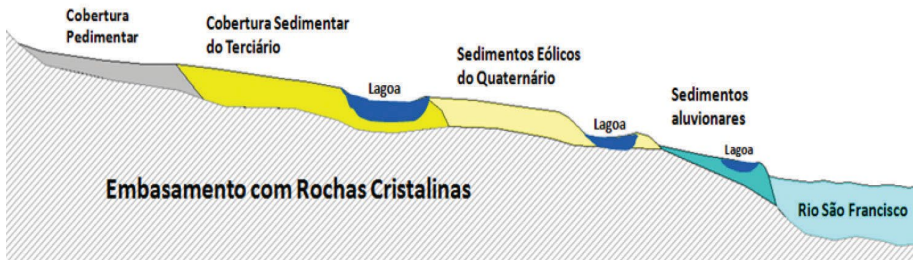 Cobertura
Pedimentar
Cobertura Sedimentar
do Terciário
Lagoa
Sedimentos Eólicos
do Quaternário
Lagoa
Sedimentos
aluvionares
Lagoa
Embasamento com Rochas Cristalinas
Rio São Francisco